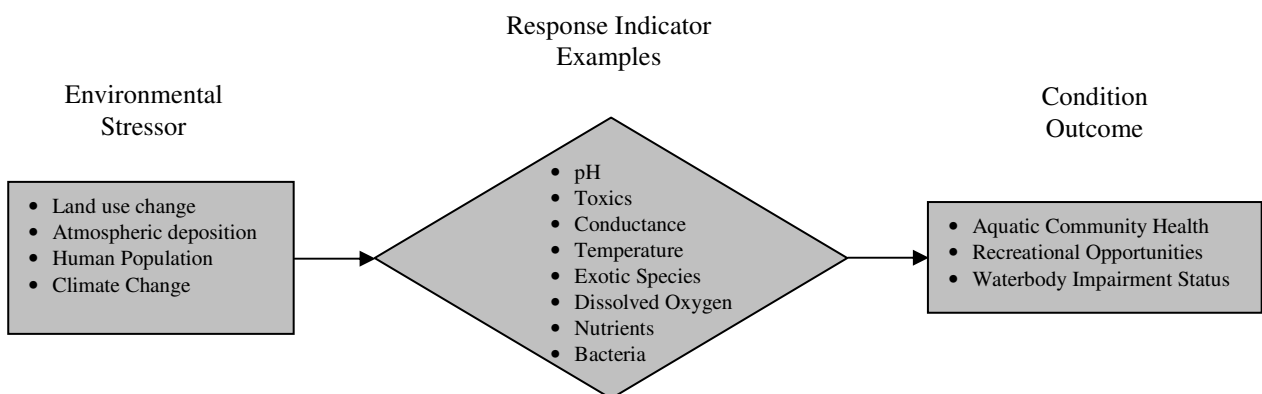 Environmental
Stressor
• Land use change
• Atmospheric deposition
• Human Population
• Climate Change
Response Indicator
Examples
• pH
• Toxics
• Conductance
• Temperature
• Exotic Species
• Dissolved Oxygen
• Nutrients
• Bacteria
Condition
Outcome
• Aquatic Community Health
• Recreational Opportunities
• Waterbody Impairment Status